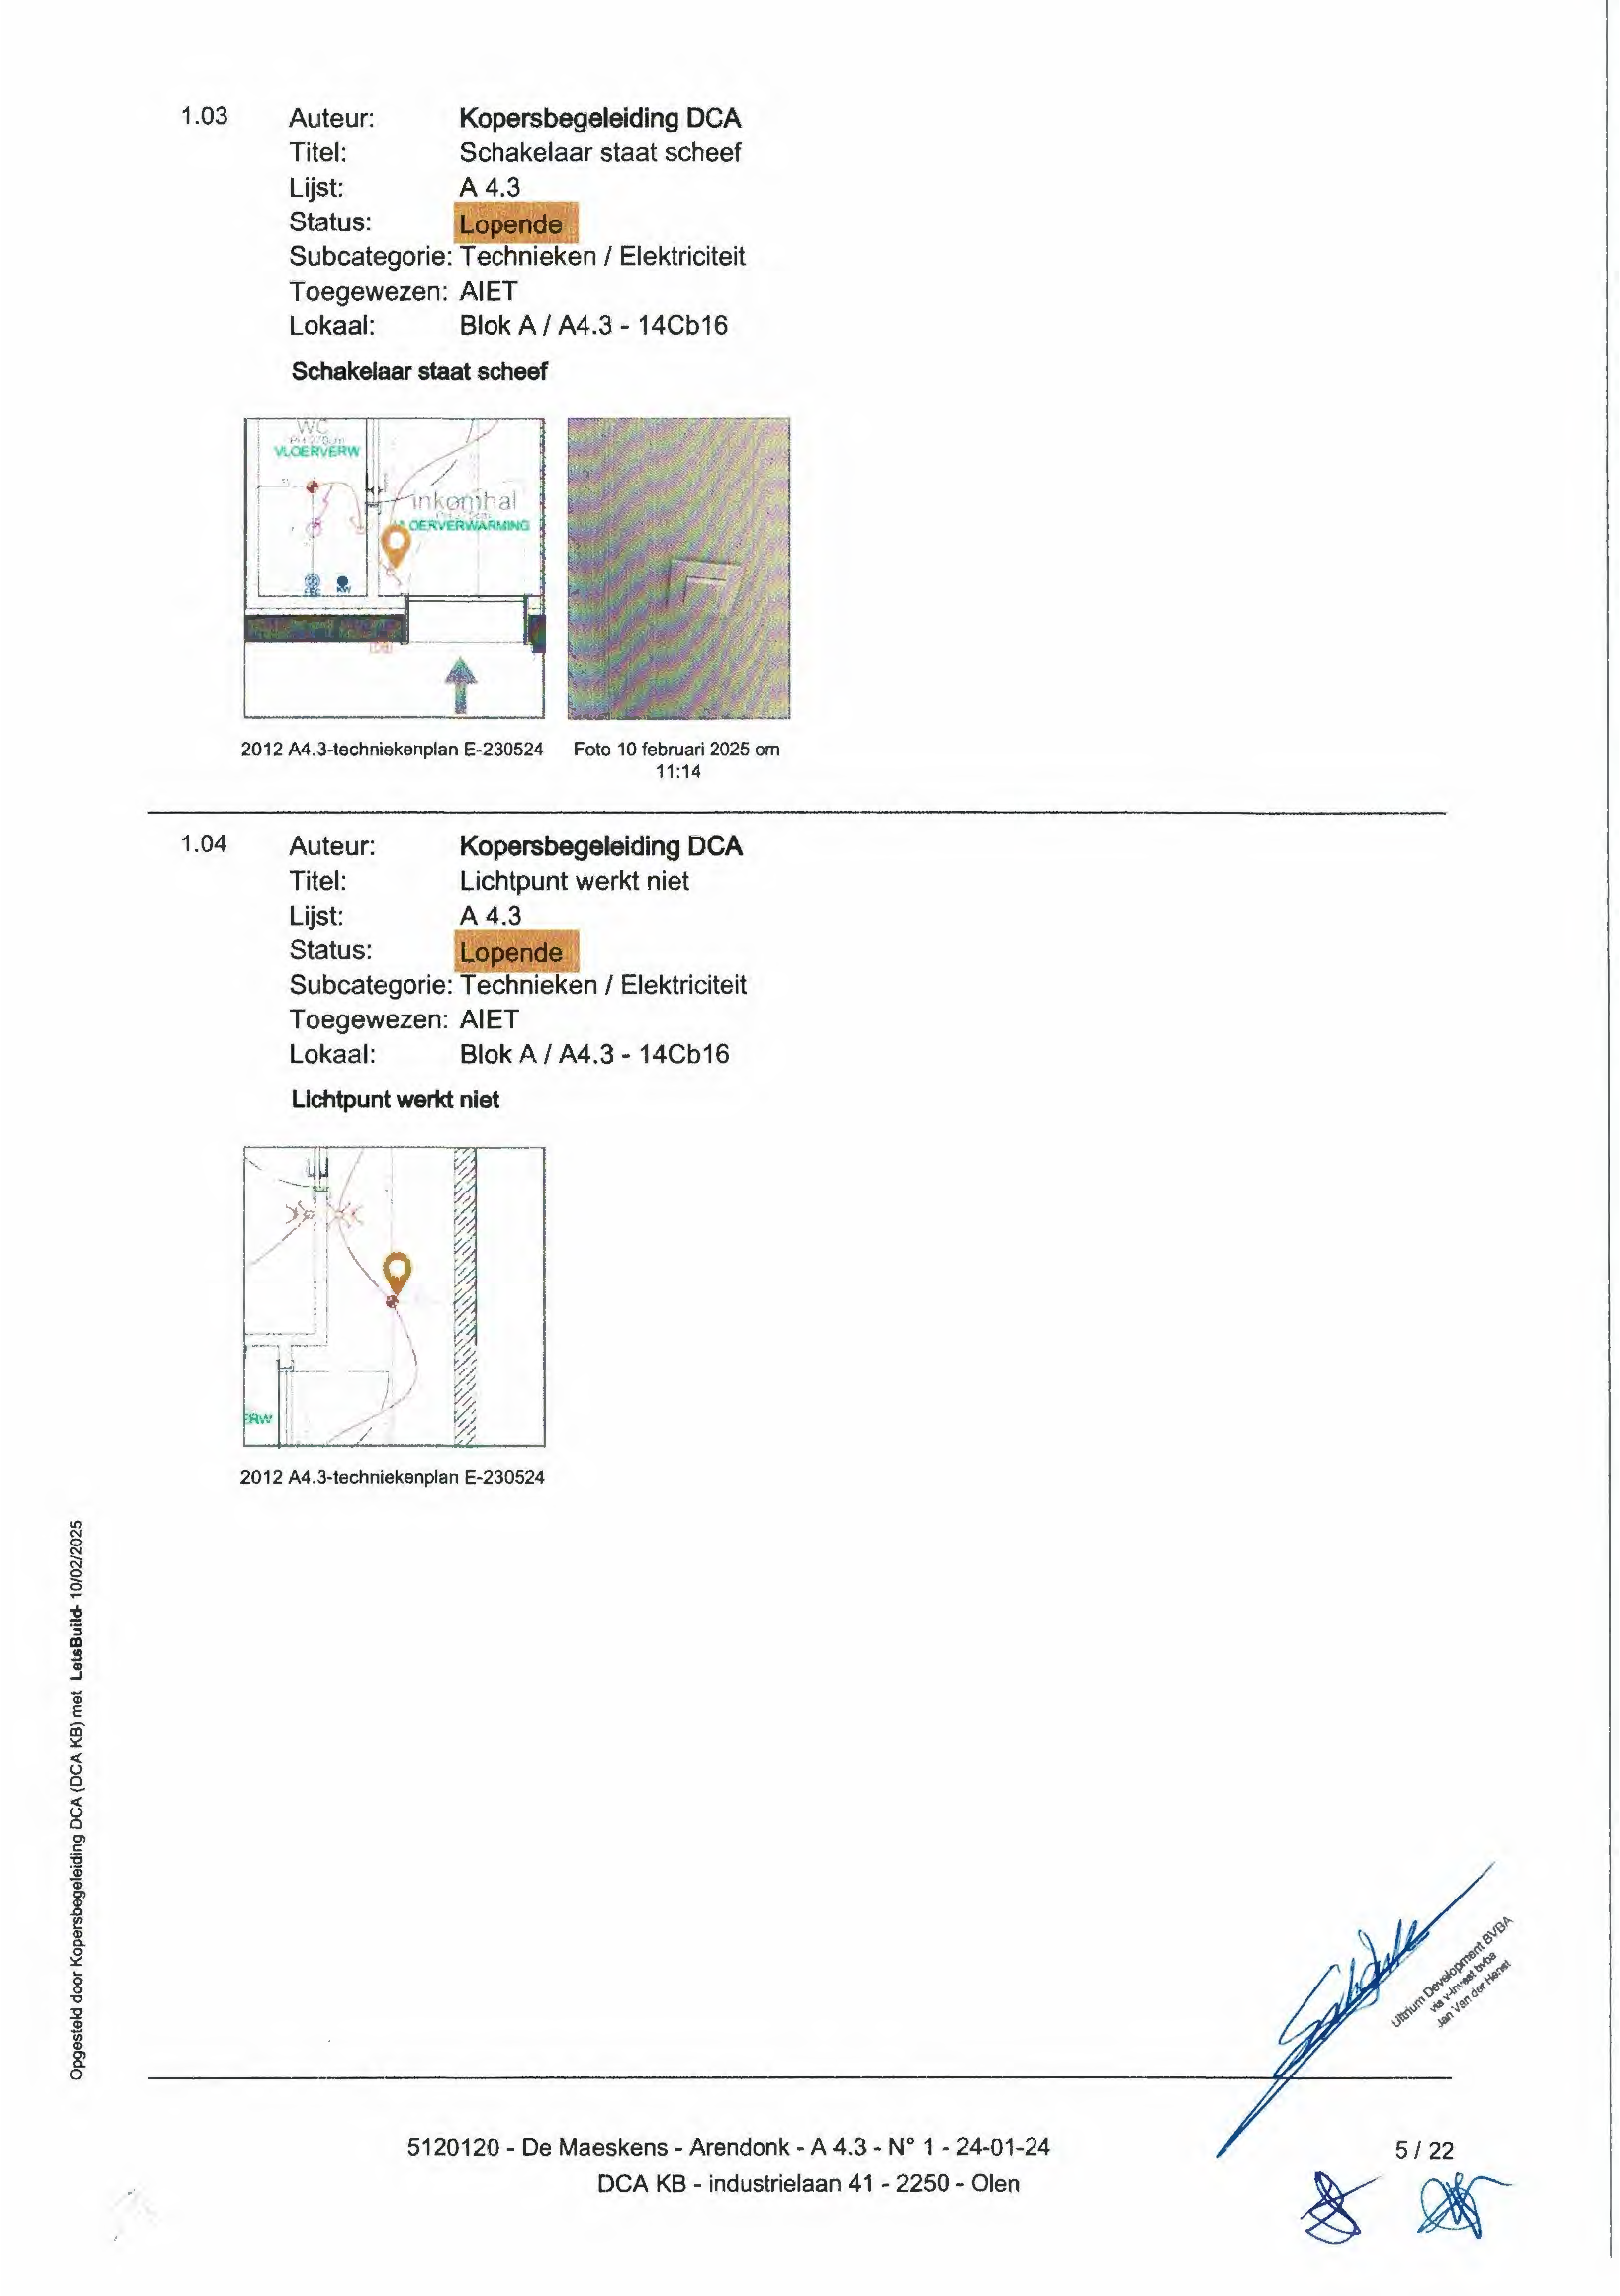 1.03 Auteur: Kopersbegeleiding DCA
Titel: Schakelaar staat scheef
Lijst: A 4.3
Status: Lopende
Subcategorie: Technieken / Elektriciteit
Toegewezen: AIET
Lokaal: Blok A / A4.3 - 14Cb16
Schakelaar staat scheef
WC
VLOERVERW
inkomhal
OERVERWARMING
2012 A4.3-techniekenplan E-230524
Foto 10 februari 2025 om
11:14
1.04 Auteur: Kopersbegeleiding DCA
Titel: Lichtpunt werkt niet
Lijst: A 4.3
Status: Lopende
Subcategorie: Technieken / Elektriciteit
Toegewezen: AIET
Lokaal: Blok A / A4.3 - 14Cb16
Lichtpunt werkt niet
ERW
2012 A4.3-techniekenplan E-230524
Opgesteld door Kopersbegeleiding DCA (DCA KB) met LetsBuild- 10/02/2025
Ultrium Development BVBA
via v-invest bvba
Jan Van der Henst
5120120 - De Maeskens - Arendonk - A 4.3 - N° 1 - 24-01-24
5 / 22
DCA KB - industrielaan 41 - 2250 - Olen